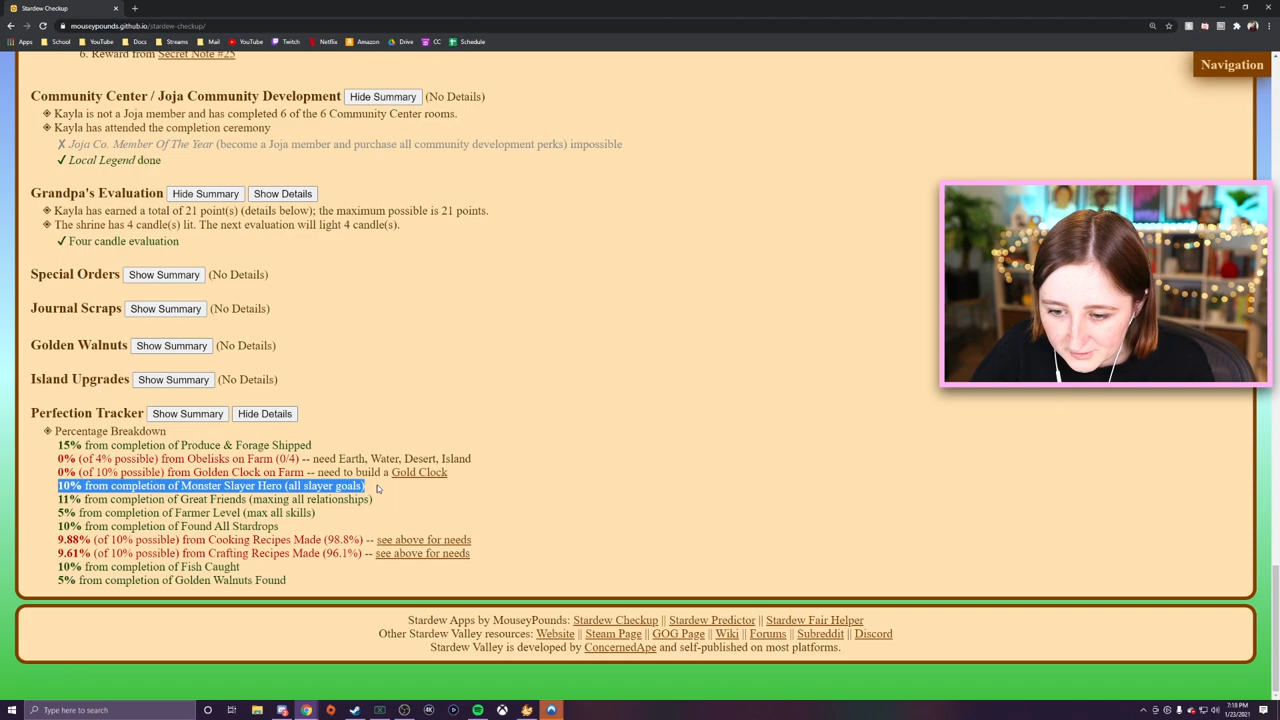 Stardew Checkup
mouseypounds.github.io/stardew-checkup/
Apps School YouTube Docs Streams Mail YouTube Twitch Netflix Amazon Drive CC Schedule
6. Reward from Secret Note #25
Navigation
Community Center / Joja Community Development Hide Summary (No Details)
Kayla is not a Joja member and has completed 6 of the 6 Community Center rooms.
Kayla has attended the completion ceremony
✗ Joja Co. Member Of The Year (become a Joja member and purchase all community development perks) impossible
✓ Local Legend done
Grandpa's Evaluation Hide Summary Show Details
Kayla has earned a total of 21 point(s) (details below); the maximum possible is 21 points.
The shrine has 4 candle(s) lit. The next evaluation will light 4 candle(s).
✓ Four candle evaluation
Special Orders Show Summary (No Details)
Journal Scraps Show Summary (No Details)
Golden Walnuts Show Summary (No Details)
Island Upgrades Show Summary (No Details)
Perfection Tracker Show Summary Hide Details
Percentage Breakdown
15% from completion of Produce & Forage Shipped
0% (of 4% possible) from Obelisks on Farm (0/4) -- need Earth, Water, Desert, Island
0% (of 10% possible) from Golden Clock on Farm -- need to build a Gold Clock
10% from completion of Monster Slayer Hero (all slayer goals)
11% from completion of Great Friends (maxing all relationships)
5% from completion of Farmer Level (max all skills)
10% from completion of Found All Stardrops
9.88% (of 10% possible) from Cooking Recipes Made (98.8%) -- see above for needs
9.61% (of 10% possible) from Crafting Recipes Made (96.1%) -- see above for needs
10% from completion of Fish Caught
5% from completion of Golden Walnuts Found
Stardew Apps by MouseyPounds: Stardew Checkup || Stardew Predictor || Stardew Fair Helper
Other Stardew Valley resources: Website || Steam Page || GOG Page || Wiki || Forums || Subreddit || Discord
Stardew Valley is developed by ConcernedApe and self-published on most platforms.
Type here to search
7:18 PM
1/23/2021